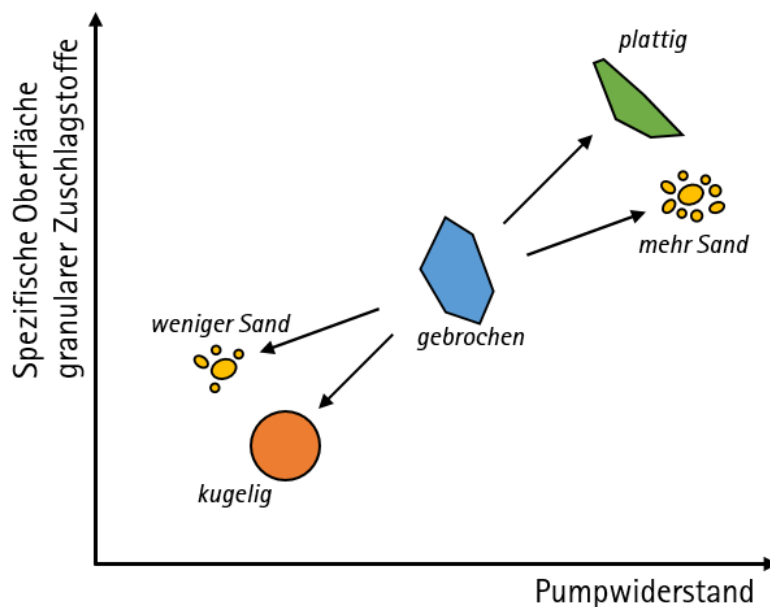 Spezifische Oberfläche
granularer Zuschlagstoffe
plattig
mehr Sand
gebrochen
weniger Sand
kugelig
Pumpwiderstand